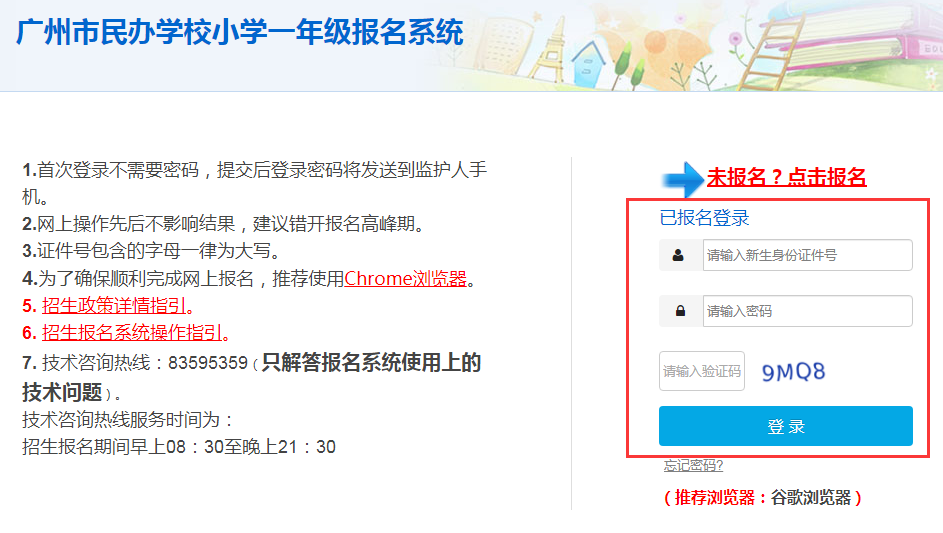 广州市民办学校小学一年级报名系统
1.首次登录不需要密码，提交后登录密码将发送到监护人手
机。
2.网上操作先后不影响结果，建议错开报名高峰期。
3.证件号包含的字母一律为大写。
4.为了确保顺利完成网上报名，推荐使用Chrome浏览器。
5. 招生政策详情指引。
6. 招生报名系统操作指引。
7. 技术咨询热线：83595359（只解答报名系统使用上的
技术问题）。
技术咨询热线服务时间为：
招生报名期间早上08：30至晚上21：30
未报名？点击报名
已报名登录
请输入新生身份证件号
请输入密码
请输入验证码 9MQ8
登 录
忘记密码?
（推荐浏览器：谷歌浏览器）